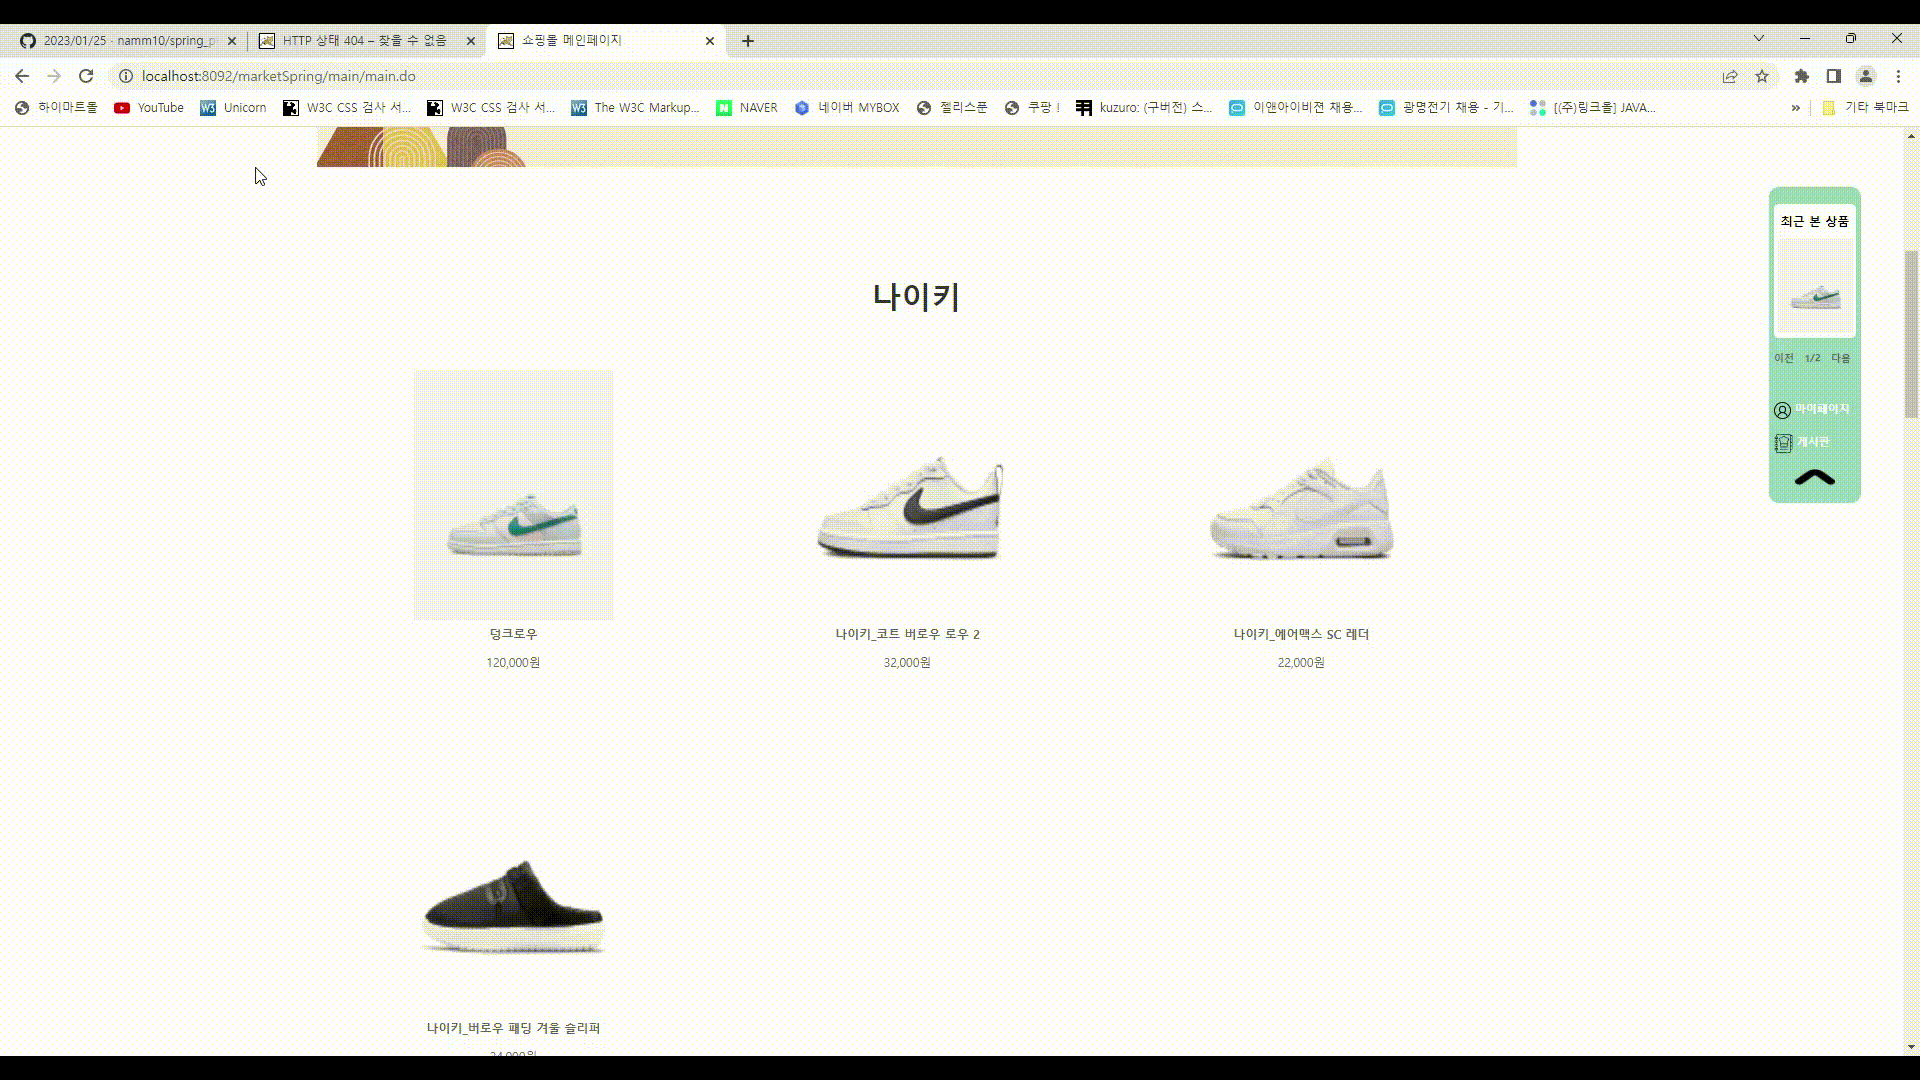 2023/01/25 · namm10/spring_p
HTTP 상태 404 – 찾을 수 없음
쇼핑몰 메인페이지
localhost:8092/marketSpring/main/main.do
하이마트몰
YouTube
Unicorn
W3C CSS 검사 서...
W3C CSS 검사 서...
The W3C Markup...
NAVER
네이버 MYBOX
젤리스푼
쿠팡 !
kuzuro: (구버전) 스...
이앤아이비젼 채용...
광명전기 채용 - 기...
[(주)링크올] JAVA...
»
기타 북마크
최근 본 상품
이전 1/2 다음
마이페이지
게시판
나이키
덩크로우
120,000원
나이키_코트 버로우 로우 2
32,000원
나이키_에어맥스 SC 레더
22,000원
나이키_버로우 패딩 겨울 슬리퍼